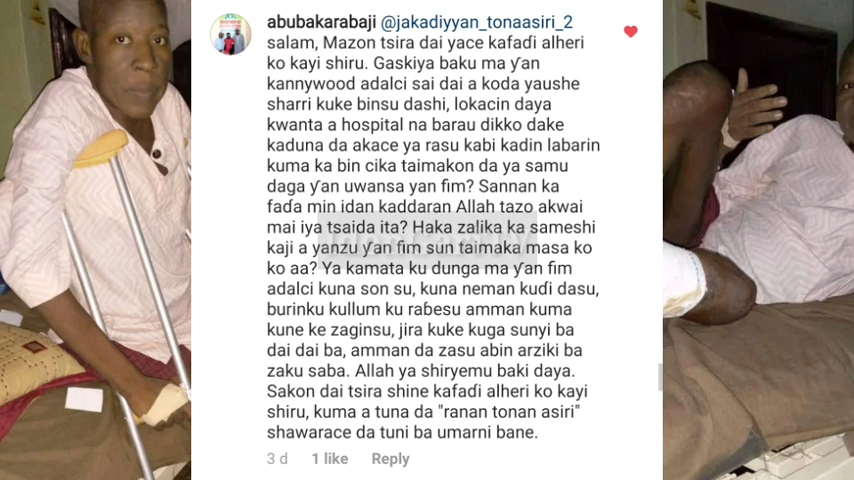 abubakarabaji @jakadiyyan_tonaasiri_2
salam, Mazon tsira dai yace kafaɗi alheri
ko kayi shiru. Gaskiya baku ma ƴan
kannywood adalci sai dai a koda yaushe
sharri kuke binsu dashi, lokacin daya
kwanta a hospital na barau dikko dake
kaduna da akace ya rasu kabi kadin labarin
kuma ka bin cika taimakon da ya samu
daga ƴan uwansa yan fim? Sannan ka
faɗa min idan kaddaran Allah tazo akwai
mai iya tsaida ita? Haka zalika ka sameshi
kaji a yanzu ƴan fim sun taimaka masa ko
ko aa? Ya kamata ku dunga ma ƴan fim
adalci kuna son su, kuna neman kuɗi dasu,
burinku kullum ku raɓesu amman kuma
kune ke zaginsu, jira kuke kuga sunyi ba
dai dai ba, amman da zasu abin arziki ba
zaku saba. Allah ya shiryemu baki daya.
Sakon dai tsira shine kafaɗi alheri ko kayi
shiru, kuma a tuna da "ranan tonan asiri"
shawarace da tuni ba umarni bane.
3 d 1 like Reply